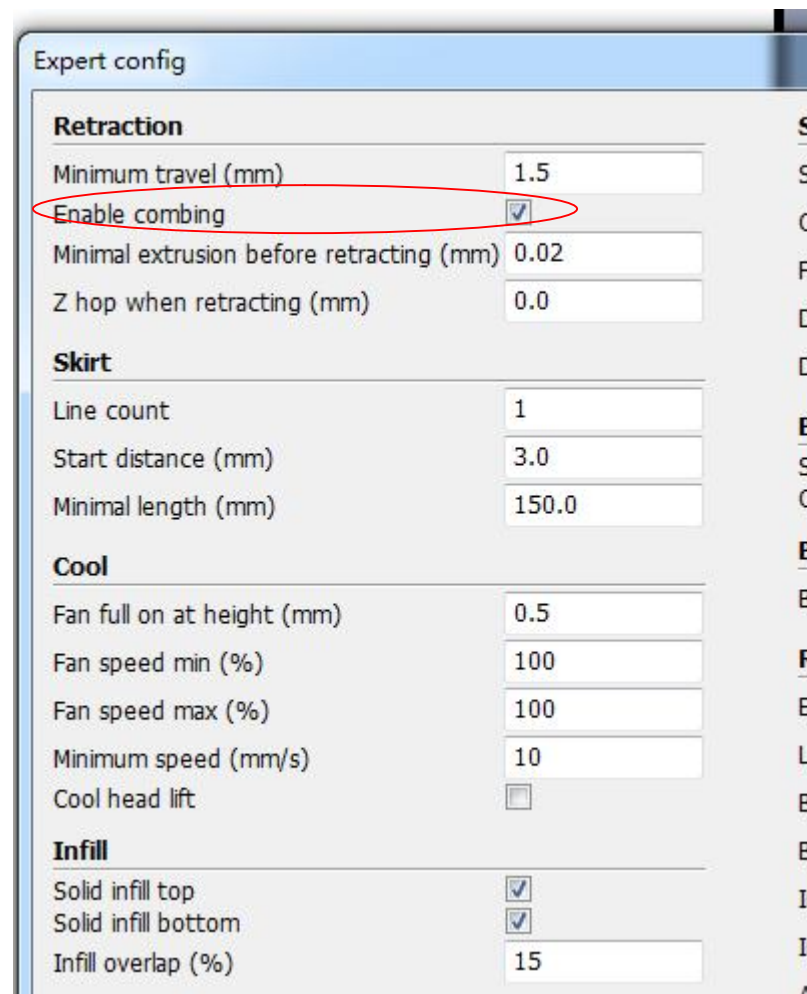 Expert config
Retraction
Minimum travel (mm) 1.5
Enable combing
Minimal extrusion before retracting (mm) 0.02
Z hop when retracting (mm) 0.0
Skirt
Line count 1
Start distance (mm) 3.0
Minimal length (mm) 150.0
Cool
Fan full on at height (mm) 0.5
Fan speed min (%) 100
Fan speed max (%) 100
Minimum speed (mm/s) 10
Cool head lift
Infill
Solid infill top
Solid infill bottom
Infill overlap (%) 15